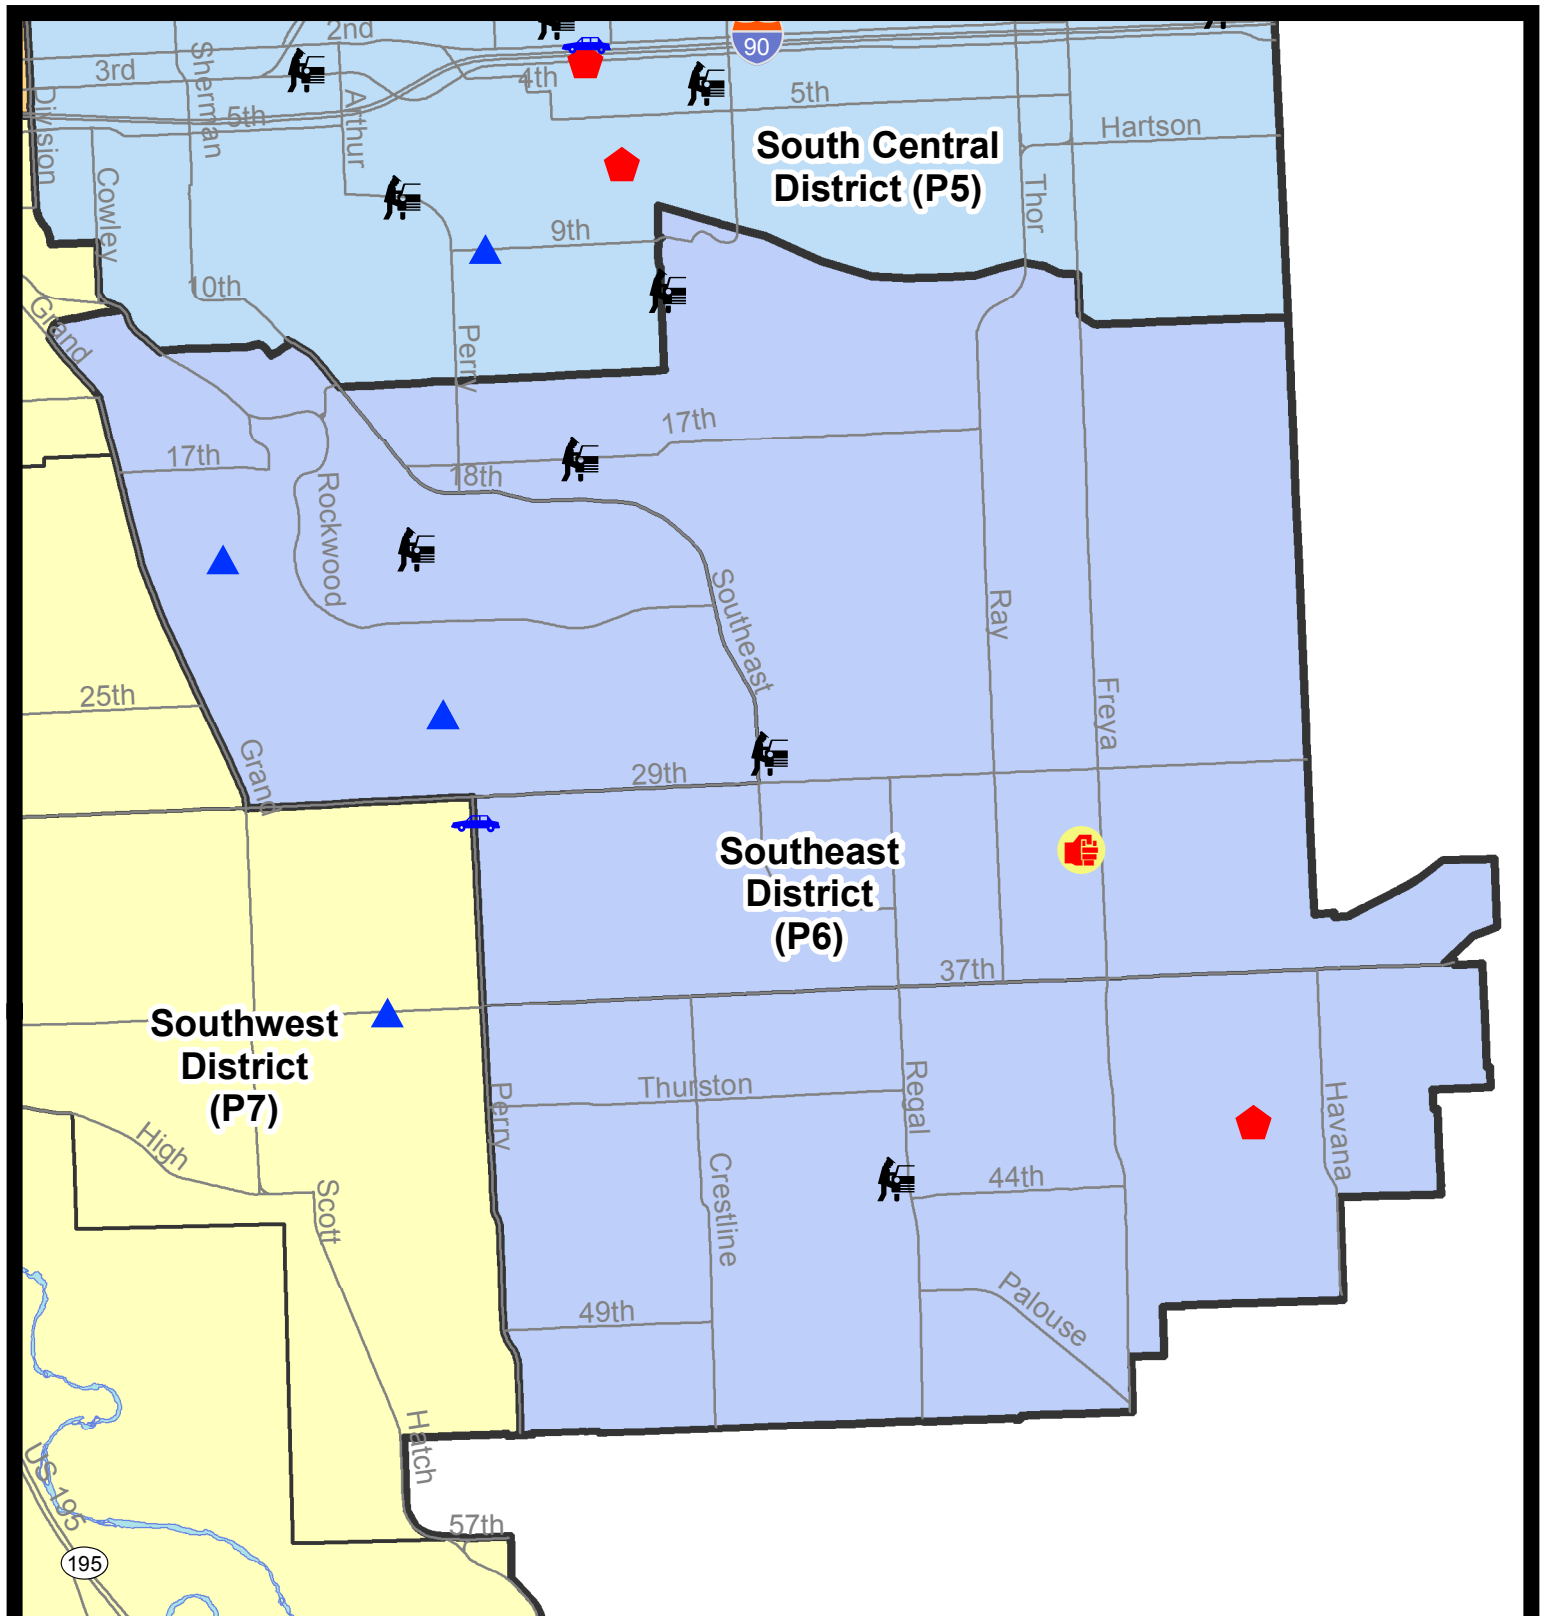 2nd
90
3rd
Sherman
4th
5th
Division
Arthur
5th
Hartson
South Central
District (P5)
Cowley
Thor
9th
10th
Grand
Perry
17th
17th
18th
Rockwood
Southeast
Ray
25th
Freya
Grand
29th
Southeast
District
(P6)
37th
Southwest
District
(P7)
Thurston
Perry
Regal
Havana
High
Crestline
44th
Scott
Palouse
49th
Hatch
US 195
57th
195